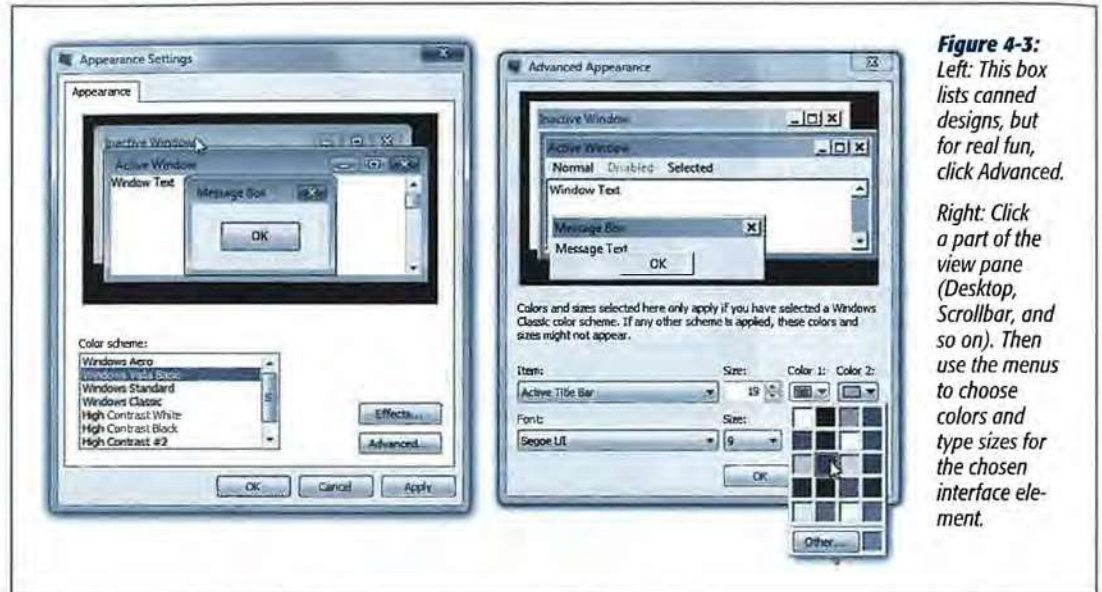 Appearance Settings
Appearance
Inactive Window
Active Window
Window Text
Message Box
OK
Color scheme:
Windows Aero
Windows Vista Basic
Windows Standard
Windows Classic
High Contrast White
High Contrast Black
High Contrast #2
Effects...
Advanced...
OK Cancel Apply
Advanced Appearance
Inactive Window
Active Window
Normal Disabled Selected
Window Text
Message Box
Message Text
OK
Colors and sizes selected here only apply if you have selected a Windows
Classic color scheme. If any other scheme is applied, these colors and
sizes might not appear.
Item: Size: Color 1: Color 2:
Active Title Bar 19
Font: Size:
Segoe UI 9
OK
Other...
Figure 4-3:
Left: This box
lists canned
designs, but
for real fun,
click Advanced.
Right: Click
a part of the
view pane
(Desktop,
Scrollbar, and
so on). Then
use the menus
to choose
colors and
type sizes for
the chosen
interface ele-
ment.